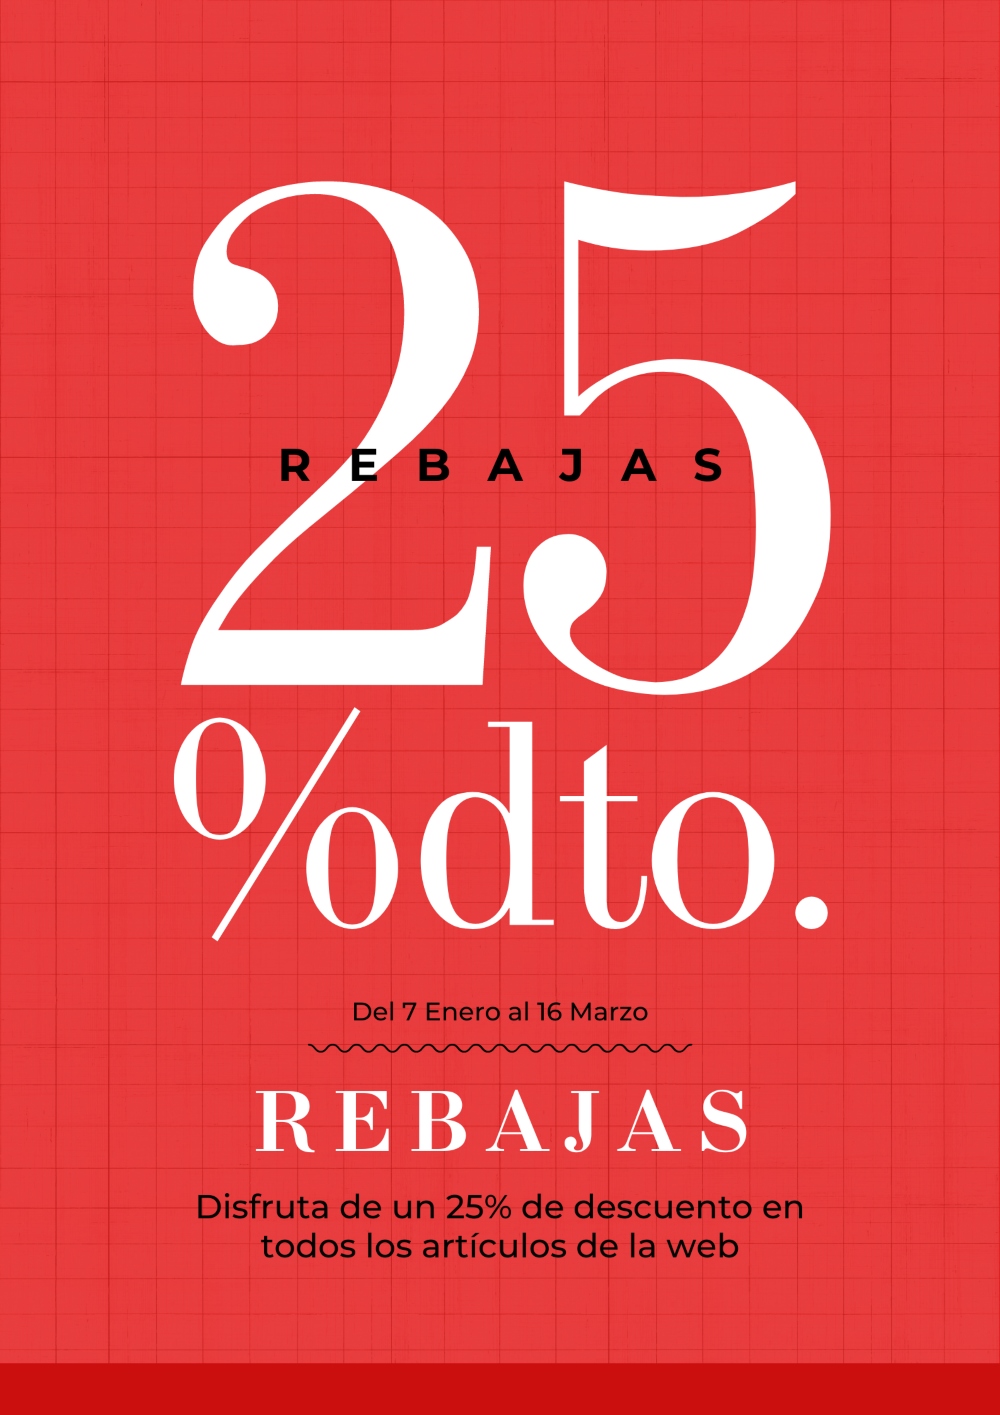 25
REBAJAS
%dto.
Del 7 Enero al 16 Marzo
REBAJAS
Disfruta de un 25% de descuento en
todos los artículos de la web